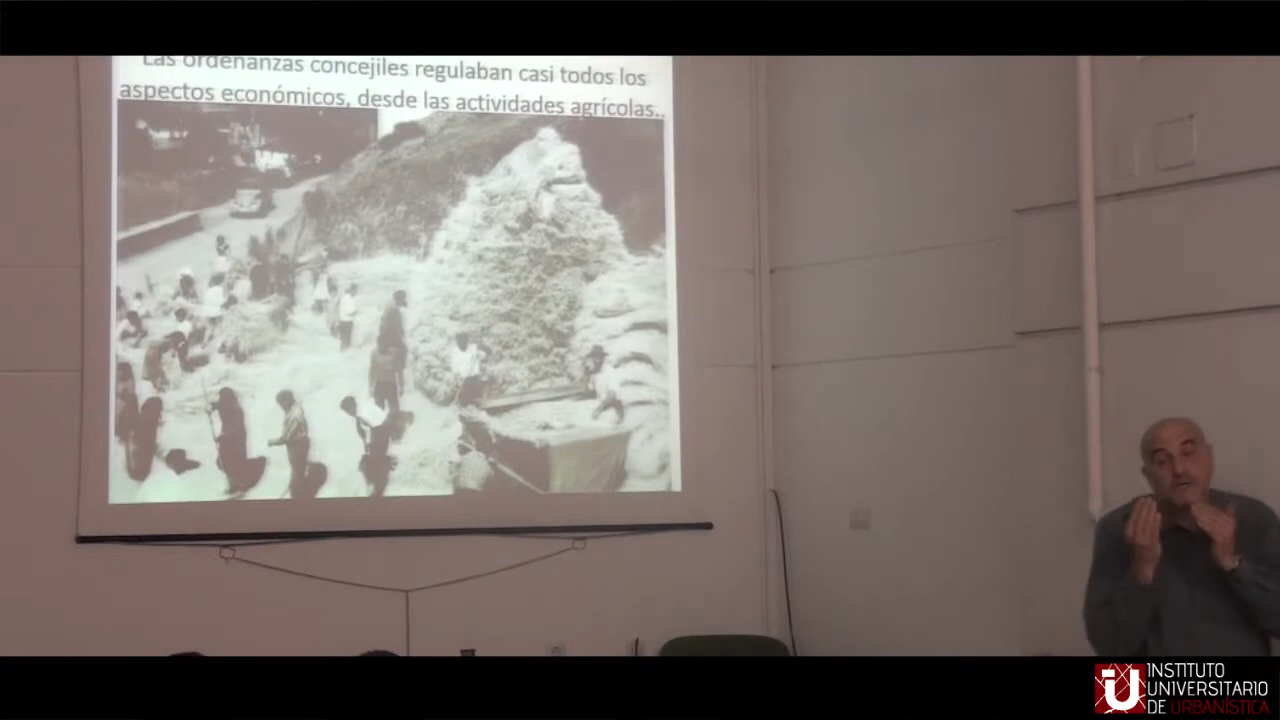 Las ordenanzas concejiles regulaban casi todos los
aspectos económicos, desde las actividades agrícolas..
INSTITUTO
UNIVERSITARIO
DE URBANÍSTICA